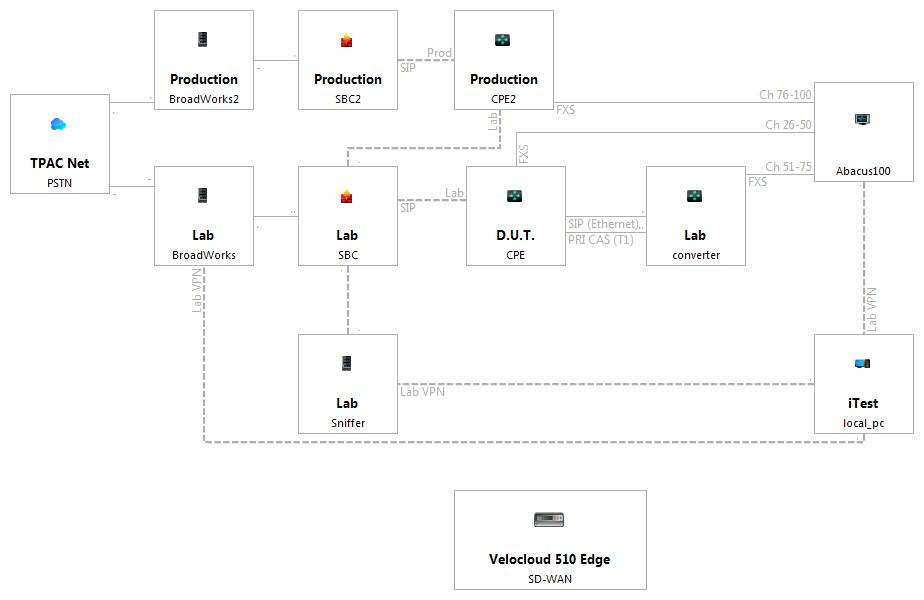 Production
BroadWorks2
Production
SBC2
Prod
SIP
Production
CPE2
Lab
FXS
Ch 76-100
Ch 26-50
Ch 51-75
FXS
FXS
Abacus100
TPAC Net
PSTN
Lab
BroadWorks
Lab
SBC
Lab
SIP
D.U.T.
CPE
SIP (Ethernet)
PRI CAS (T1)
Lab
converter
Lab VPN
Lab VPN
Lab
Sniffer
Lab VPN
iTest
local_pc
Velocloud 510 Edge
SD-WAN